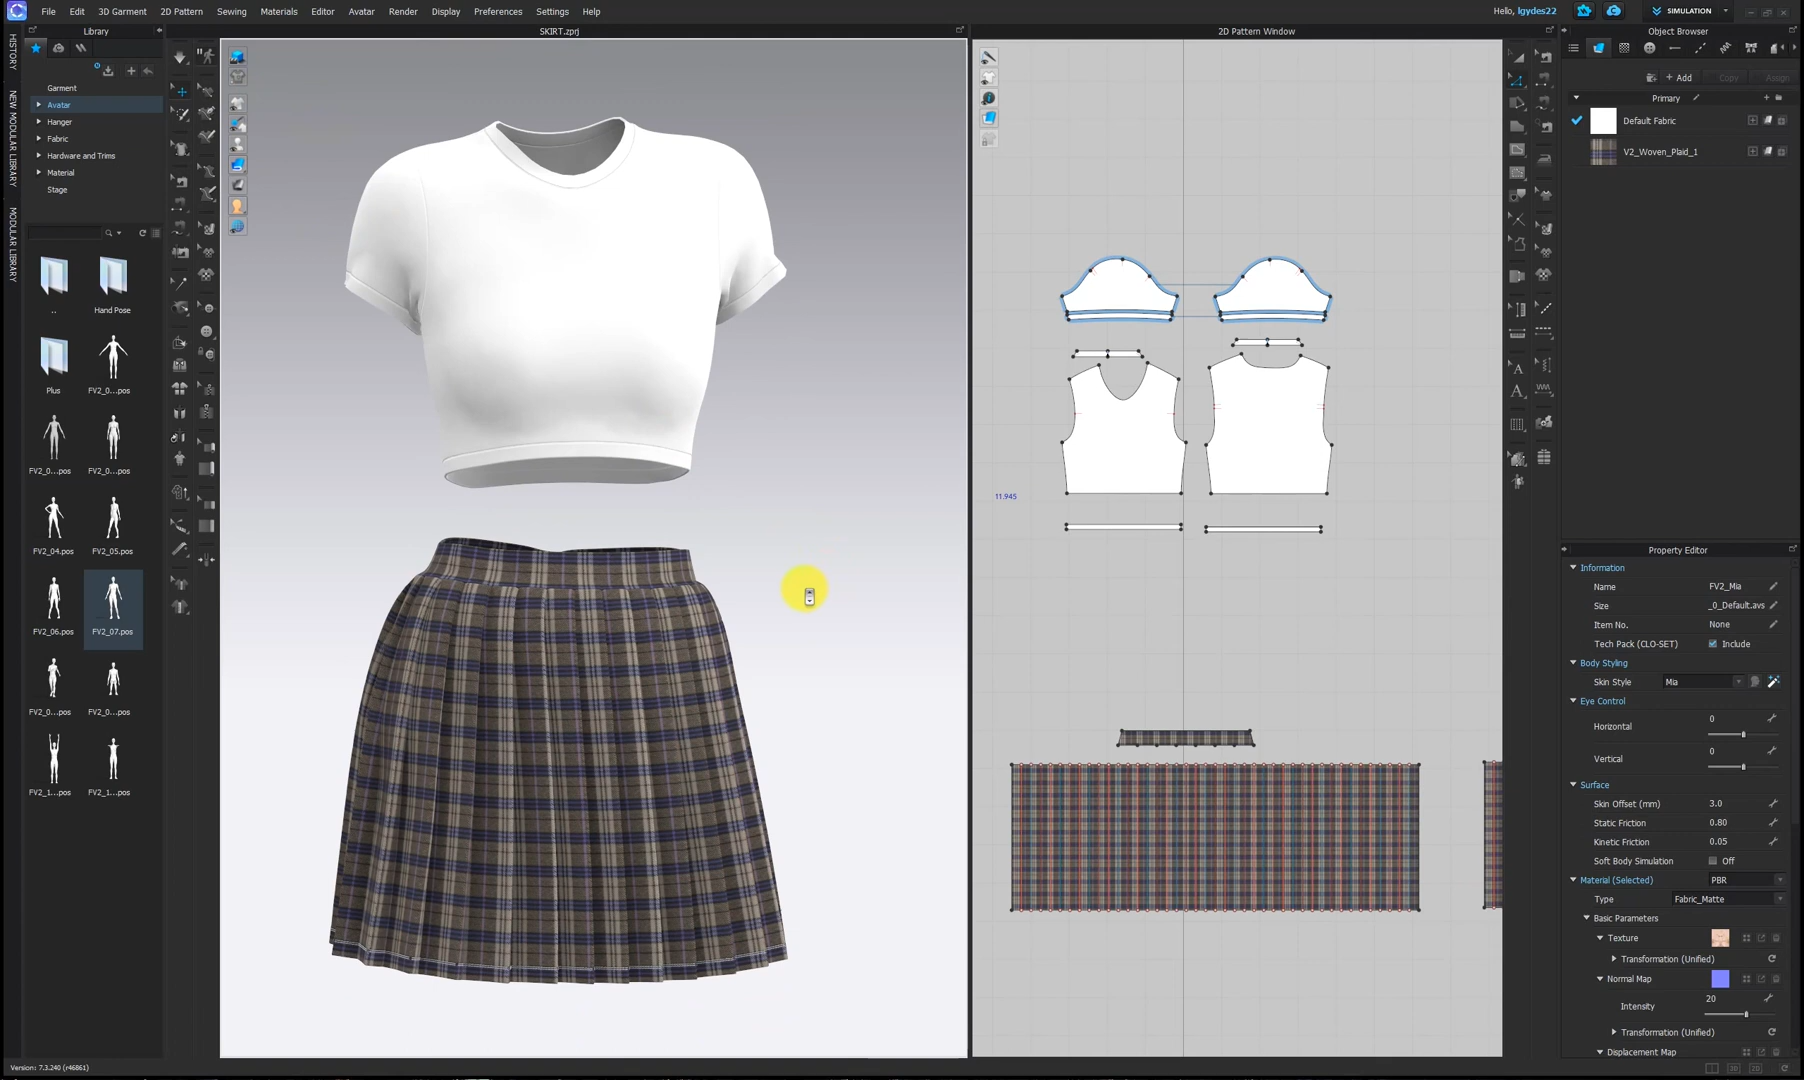 File Edit 3D Garment 2D Pattern Sewing Materials Editor Avatar Render Display Preferences Settings Help
Hello, lgydes22
SIMULATION
Library
SKIRT.zprj
2D Pattern Window
Object Browser
HISTORY
NEW MODULAR LIBRARY
MODULAR LIBRARY
Garment
Avatar
Hanger
Fabric
Hardware and Trims
Material
Stage
..
Hand Pose
Plus
FV2_0...pos
FV2_0...pos
FV2_0...pos
FV2_04.pos
FV2_05.pos
FV2_06.pos
FV2_07.pos
FV2_0...pos
FV2_0...pos
FV2_1...pos
FV2_1...pos
11.945
+ Add
Copy
Assign
Primary
Default Fabric
V2_Woven_Plaid_1
Property Editor
Information
Name FV2_Mia
Size _0_Default.avs
Item No. None
Tech Pack (CLO-SET) Include
Body Styling
Skin Style Mia
Eye Control
Horizontal 0
Vertical 0
Surface
Skin Offset (mm) 3.0
Static Friction 0.80
Kinetic Friction 0.05
Soft Body Simulation Off
Material (Selected) PBR
Type Fabric_Matte
Basic Parameters
Texture
Transformation (Unified)
Normal Map
Intensity 20
Transformation (Unified)
Displacement Map
Version: 7.3.240 (r46861)
3D
2D